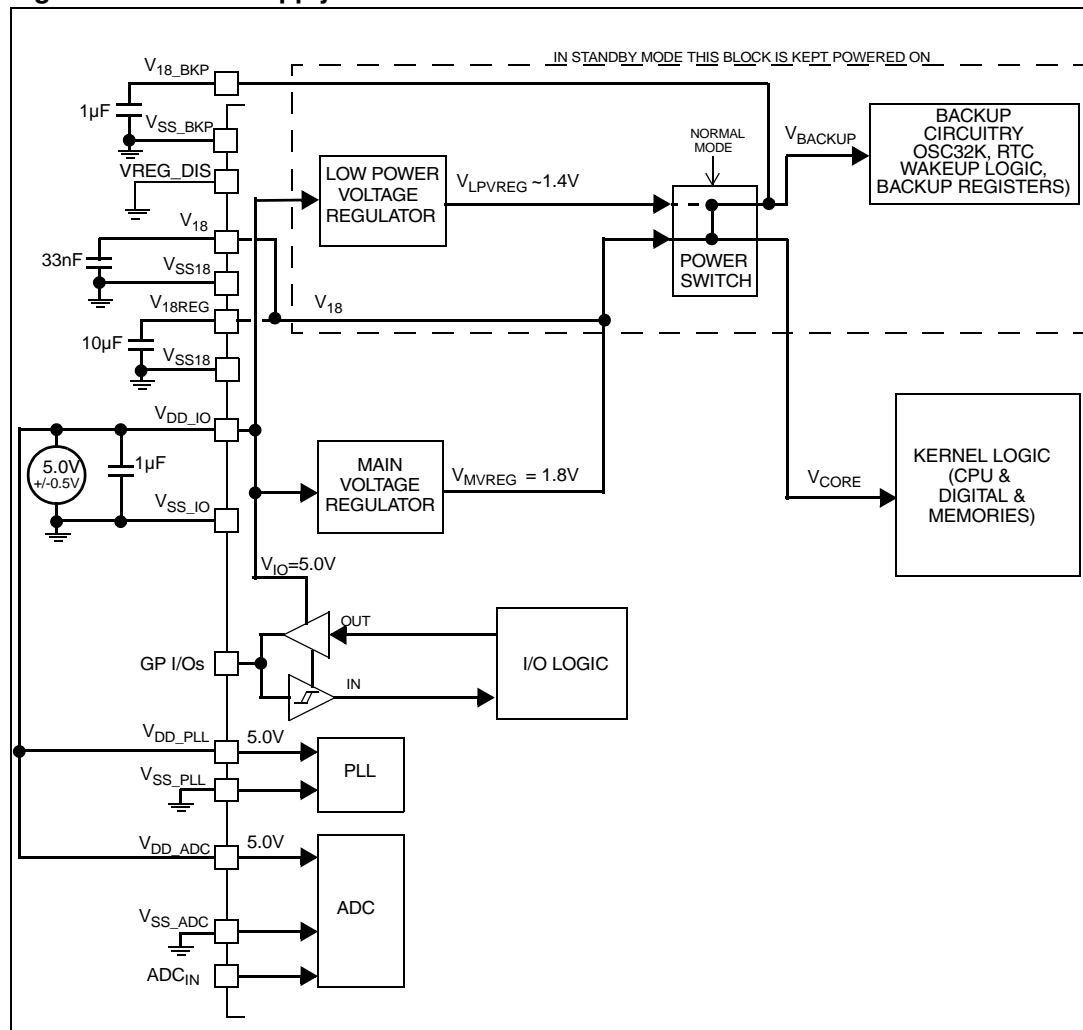 IN STANDBY MODE THIS BLOCK IS KEPT POWERED ON
V18_BKP
1µF
VSS_BKP
VREG_DIS
V18
33nF
VSS18
V18REG
10µF
VSS18
VDD_IO
5.0V
+/-0.5V
1µF
VSS_IO
LOW POWER
VOLTAGE
REGULATOR
VLPVREG ~1.4V
NORMAL
MODE
POWER
SWITCH
VBACKUP
BACKUP
CIRCUITRY
OSC32K, RTC
WAKEUP LOGIC,
BACKUP REGISTERS)
V18
MAIN
VOLTAGE
REGULATOR
VMVREG = 1.8V
VCORE
KERNEL LOGIC
(CPU &
DIGITAL &
MEMORIES)
VIO=5.0V
OUT
GP I/Os
IN
I/O LOGIC
VDD_PLL
5.0V
VSS_PLL
PLL
VDD_ADC
5.0V
VSS_ADC
ADCIN
ADC